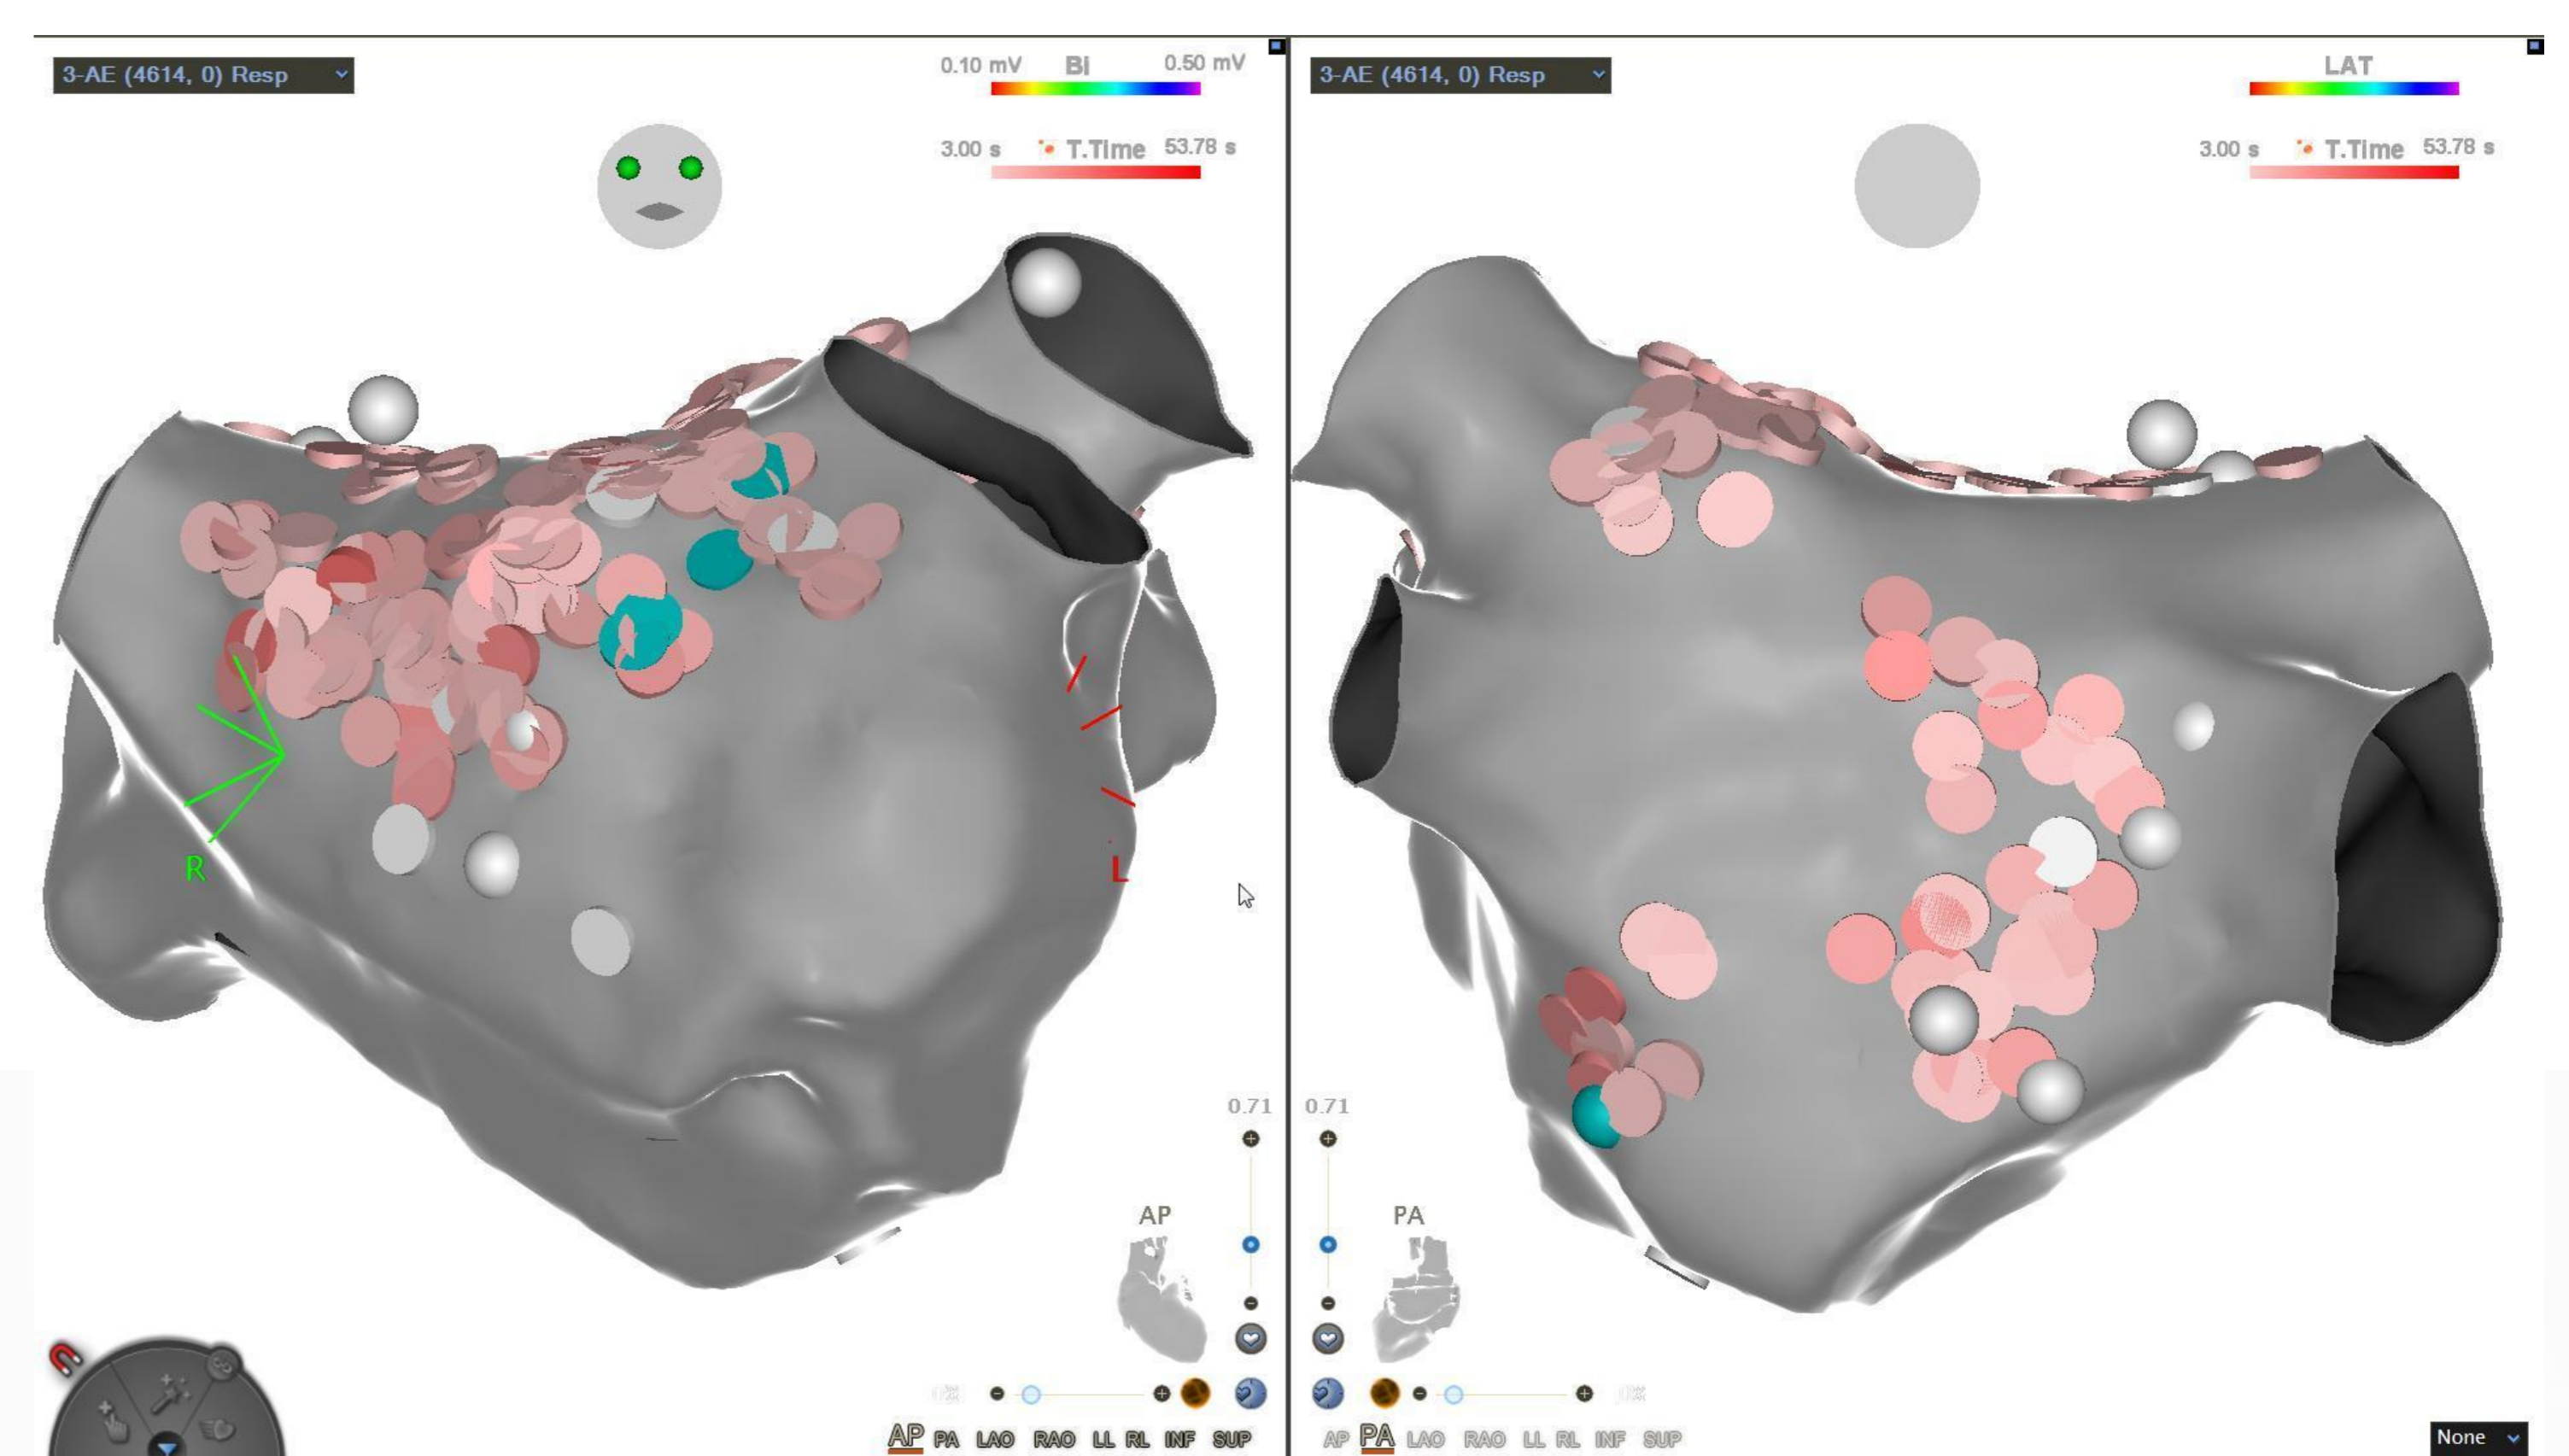 3-AE (4614, 0) Resp
0.10 mV Bi 0.50 mV
3.00 s T.Time 53.78 s
R
L
0.71
AP
AP PA LAO RAO LL RL INF SUP
3-AE (4614, 0) Resp
LAT
3.00 s T.Time 53.78 s
0.71
PA
AP PA LAO RAO LL RL INF SUP
None